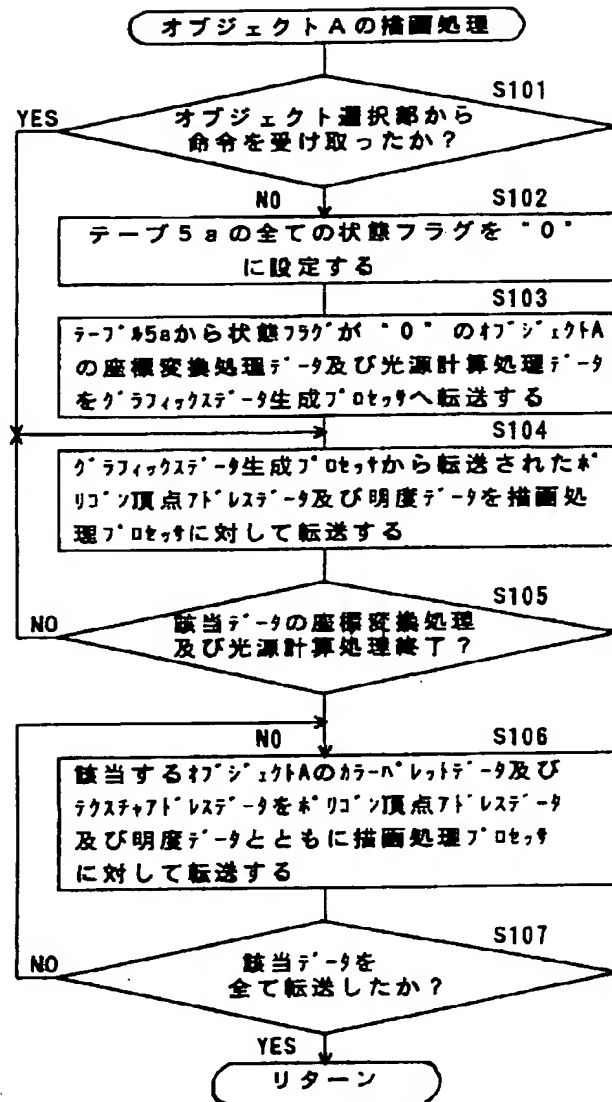 オブジェクトAの描画処理
S101
YES
オブジェクト選択部から
命令を受け取ったか?
NO
S102
テーブ5aの全ての状態フラグを "0"
に設定する
S103
テーブル5aから状態フラグが "0" のオブジェクトA
の座標変換処理データ及び光源計算処理データ
をグラフィックスデータ生成プロセッサへ転送する
S104
グラフィックスデータ生成プロセッサから転送されたポ
リゴン頂点アドレスデータ及び明度データを描画処
理プロセッサに対して転送する
S105
NO
該当データの座標変換処理
及び光源計算処理終了?
NO
S106
該当するオブジェクトAのカラーパレットデータ及び
テクスチャアドレスデータをポリゴン頂点アドレスデータ
及び明度データとともに描画処理プロセッサ
に対して転送する
S107
NO
該当データを
全て転送したか?
YES
リターン